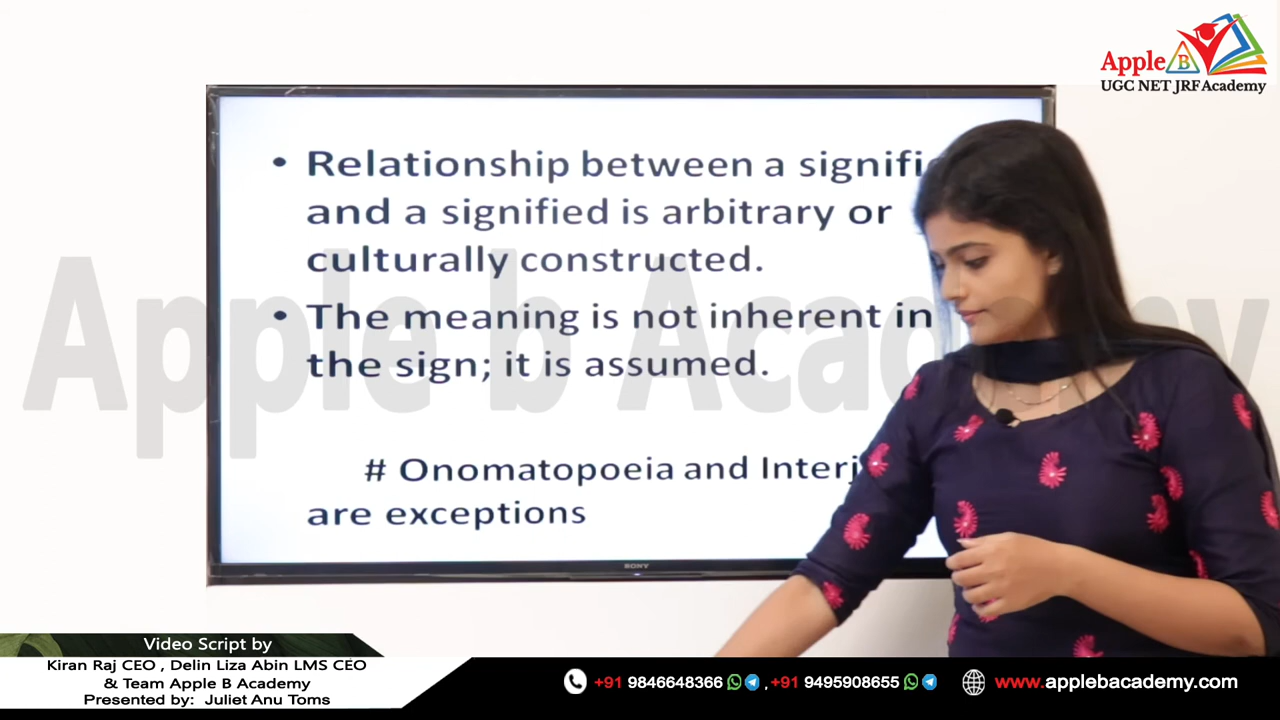 Apple B
UGC NET JRF Academy
• Relationship between a signifi
and a signified is arbitrary or
culturally constructed.
• The meaning is not inherent in
the sign; it is assumed.
# Onomatopoeia and Interj
are exceptions
Apple b Academy
SONY
Video Script by
Kiran Raj CEO , Delin Liza Abin LMS CEO
& Team Apple B Academy
Presented by: Juliet Anu Toms
+91 9846648366 , +91 9495908655 www.applebacademy.com